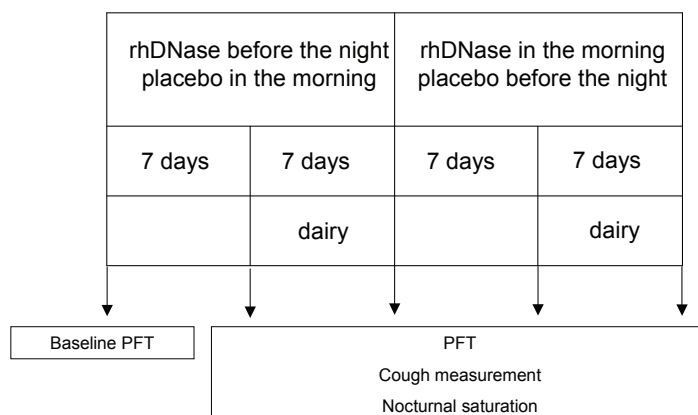 rhDNase before the night
placebo in the morning
rhDNase in the morning
placebo before the night
7 days
7 days
7 days
7 days
dairy
dairy
Baseline PFT
PFT
Cough measurement
Nocturnal saturation